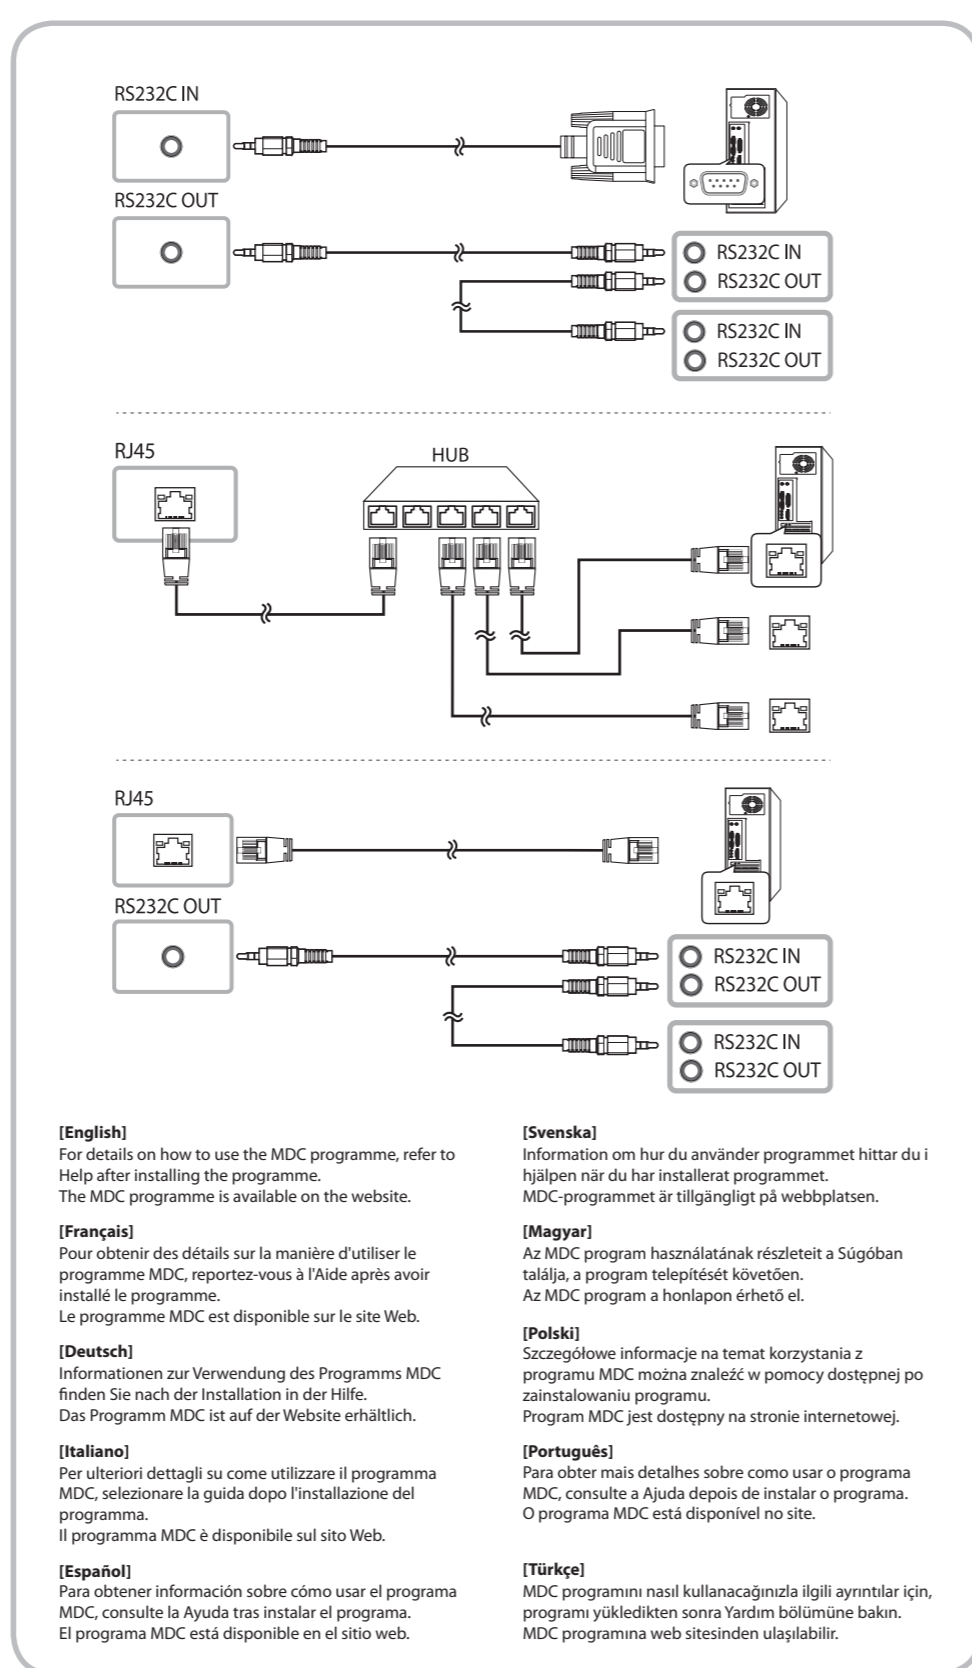 RS232C IN
RS232C OUT
RS232C IN
RS232C OUT
RS232C IN
RS232C OUT
RJ45
HUB
RJ45
RS232C OUT
RS232C IN
RS232C OUT
RS232C IN
RS232C OUT
[English]
For details on how to use the MDC programme, refer to
Help after installing the programme.
The MDC programme is available on the website.
[Français]
Pour obtenir des détails sur la manière d'utiliser le
programme MDC, reportez-vous à l'Aide après avoir
installé le programme.
Le programme MDC est disponible sur le site Web.
[Deutsch]
Informationen zur Verwendung des Programms MDC
finden Sie nach der Installation in der Hilfe.
Das Programm MDC ist auf der Website erhältlich.
[Italiano]
Per ulteriori dettagli su come utilizzare il programma
MDC, selezionare la guida dopo l'installazione del
programma.
Il programma MDC è disponibile sul sito Web.
[Español]
Para obtener información sobre cómo usar el programa
MDC, consulte la Ayuda tras instalar el programa.
El programa MDC está disponible en el sitio web.
[Svenska]
Information om hur du använder programmet hittar du i
hjälpen när du har installerat programmet.
MDC-programmet är tillgängligt på webbplatsen.
[Magyar]
Az MDC program használatának részleteit a Súgóban
találja, a program telepítését követően.
Az MDC program a honlapon érhető el.
[Polski]
Szczegółowe informacje na temat korzystania z
programu MDC można znaleźć w pomocy dostępnej po
zainstalowaniu programu.
Program MDC jest dostępny na stronie internetowej.
[Português]
Para obter mais detalhes sobre como usar o programa
MDC, consulte a Ajuda depois de instalar o programa.
O programa MDC está disponível no site.
[Türkçe]
MDC programını nasıl kullanacağınızla ilgili ayrıntılar için,
programı yükledikten sonra Yardım bölümüne bakın.
MDC programına web sitesinden ulaşılabilir.